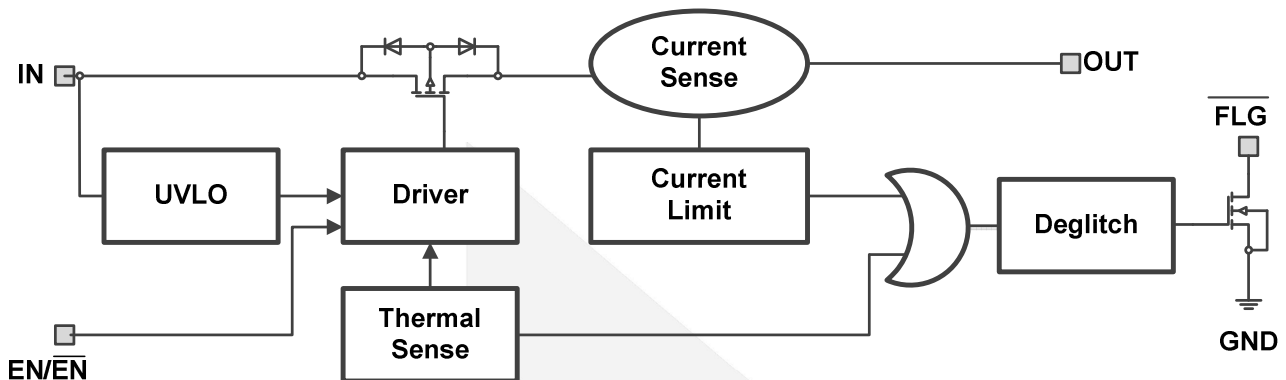 IN
Current
Sense
OUT
FLG
UVLO
Driver
Current
Limit
Deglitch
Thermal
Sense
EN/EN
GND